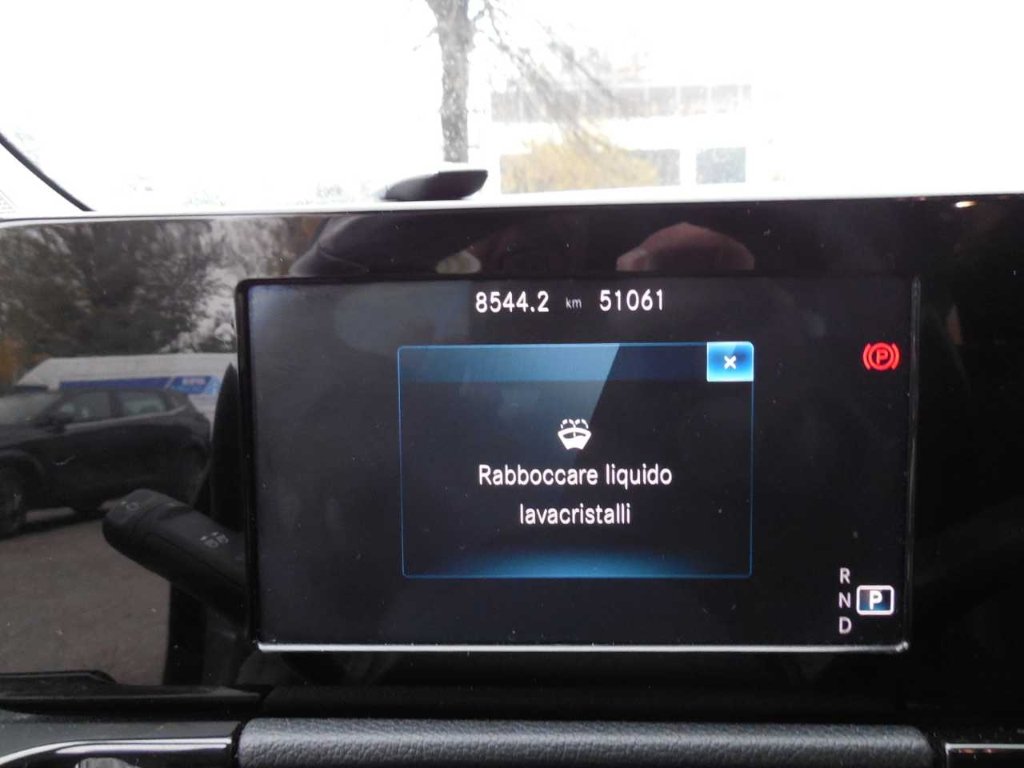 8544.2 km 51061
Rabboccare liquido
lavacristalli
P
R
N P
D